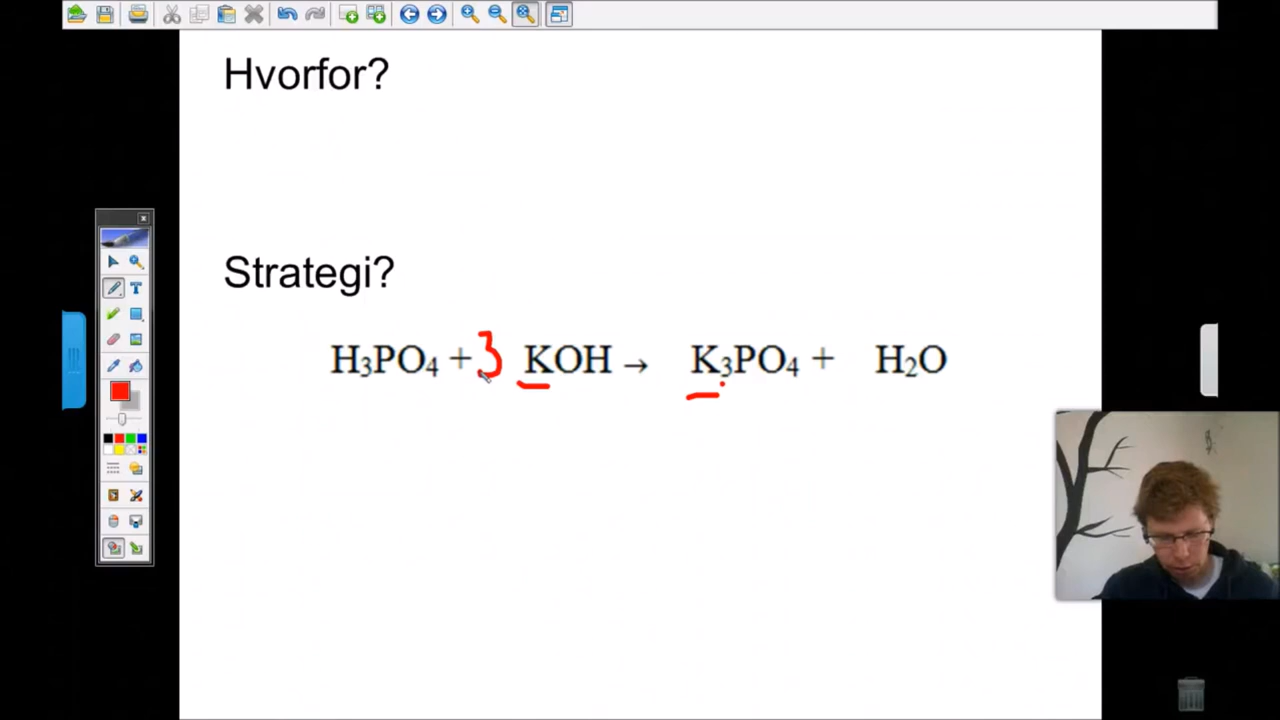 Hvorfor?
Strategi?
H₃PO₄ + 3 KOH → K₃PO₄ + H₂O